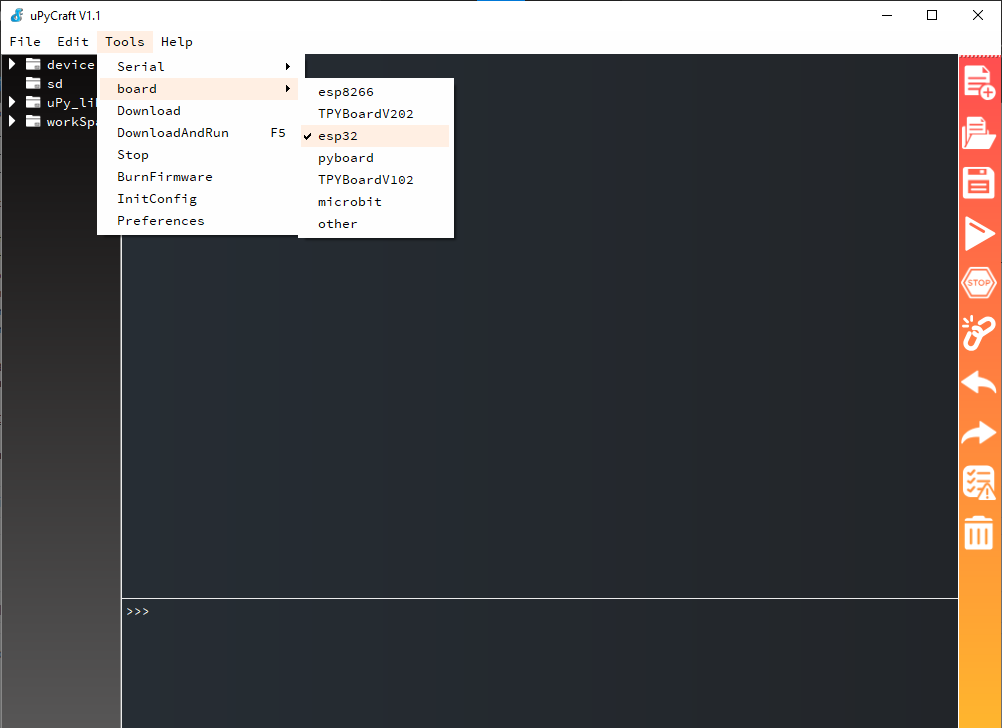 uPyCraft V1.1
File Edit Tools Help
device
sd
uPy_li
workSpa
Serial
board
Download
DownloadAndRun F5
Stop
BurnFirmware
InitConfig
Preferences
esp8266
TPYBoardV202
esp32
pyboard
TPYBoardV102
microbit
other
STOP
>>>